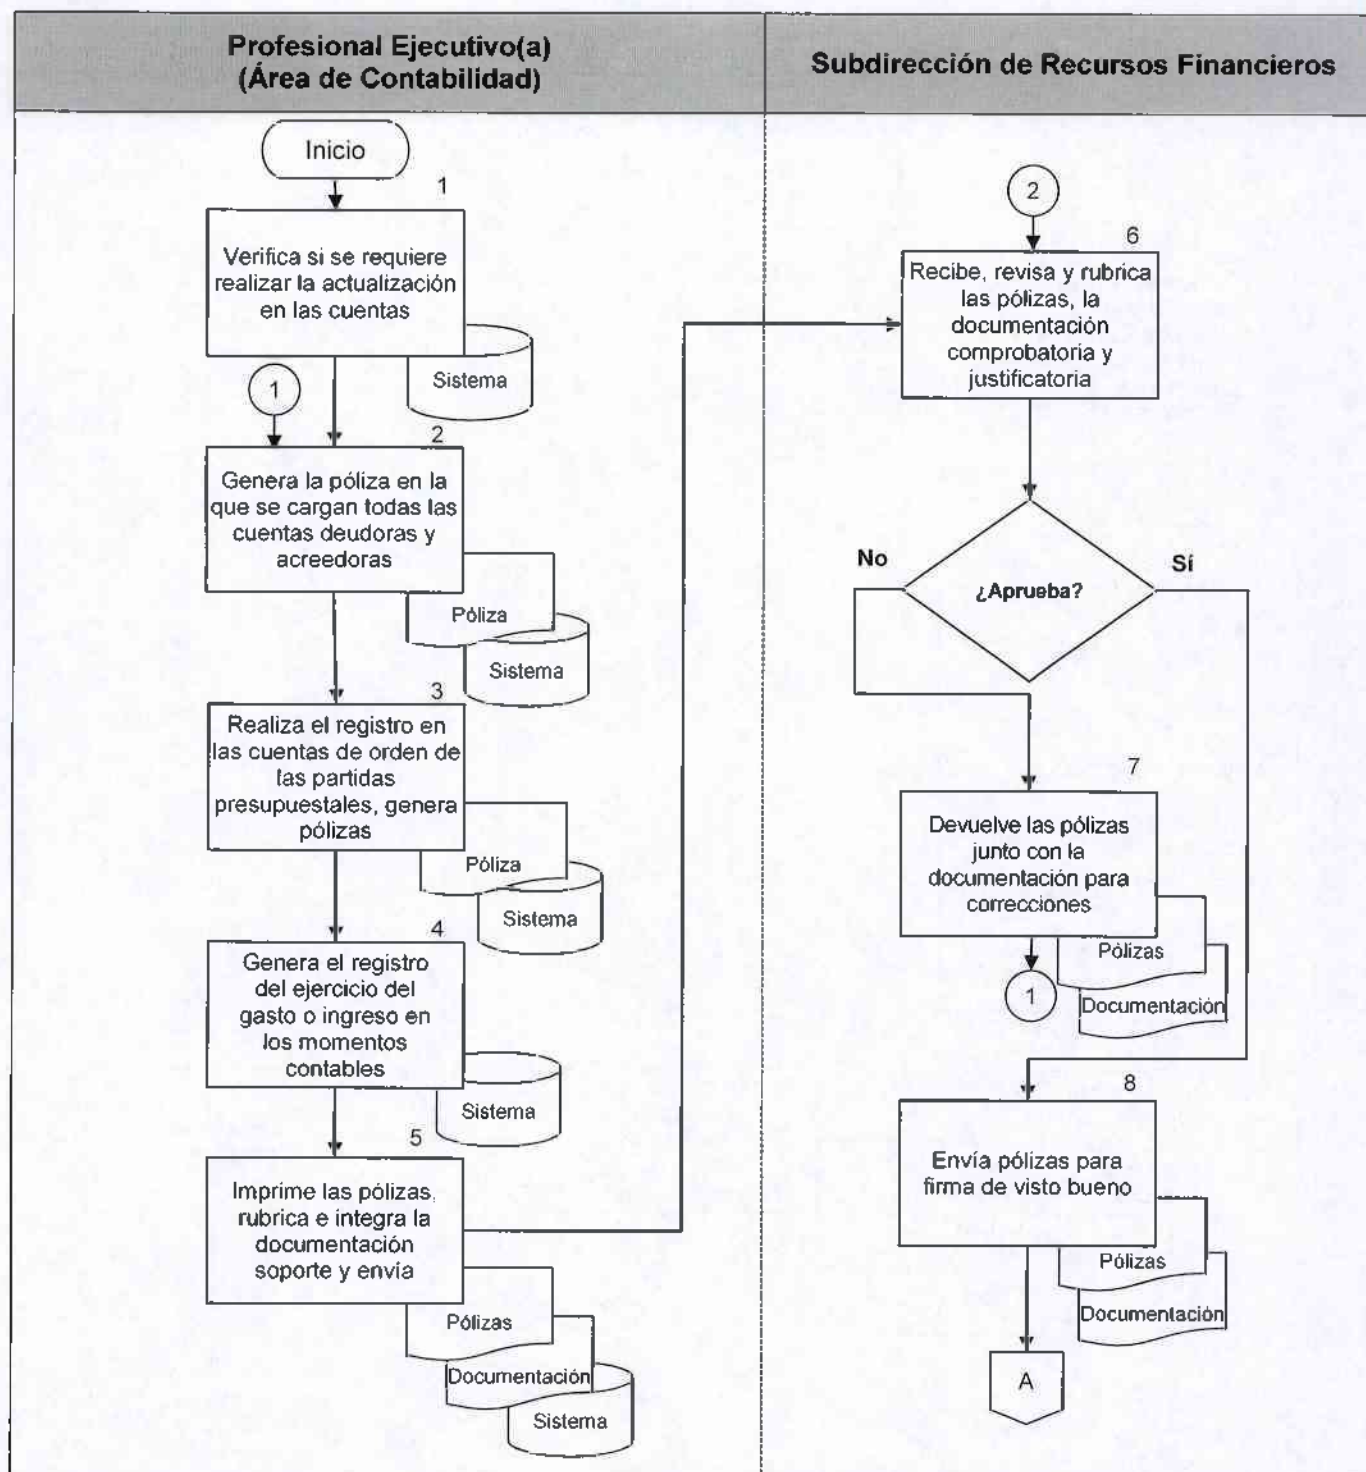 Profesional Ejecutivo(a)
(Área de Contabilidad)
Subdirección de Recursos Financieros
Inicio
1
Verifica si se requiere
realizar la actualización
en las cuentas
Sistema
1
2
Genera la póliza en la
que se cargan todas las
cuentas deudoras y
acreedoras
Póliza
Sistema
3
Realiza el registro en
las cuentas de orden de
las partidas
presupuestales, genera
pólizas
Póliza
Sistema
4
Genera el registro
del ejercicio del
gasto o ingreso en
los momentos
contables
Sistema
5
Imprime las pólizas,
rubrica e integra la
documentación
soporte y envía
Pólizas
Documentación
Sistema
2
6
Recibe, revisa y rubrica
las pólizas, la
documentación
comprobatoria y
justificatoria
No
¿Aprueba?
Sí
7
Devuelve las pólizas
junto con la
documentación para
correcciones
Pólizas
Documentación
1
8
Envía pólizas para
firma de visto bueno
Pólizas
Documentación
A